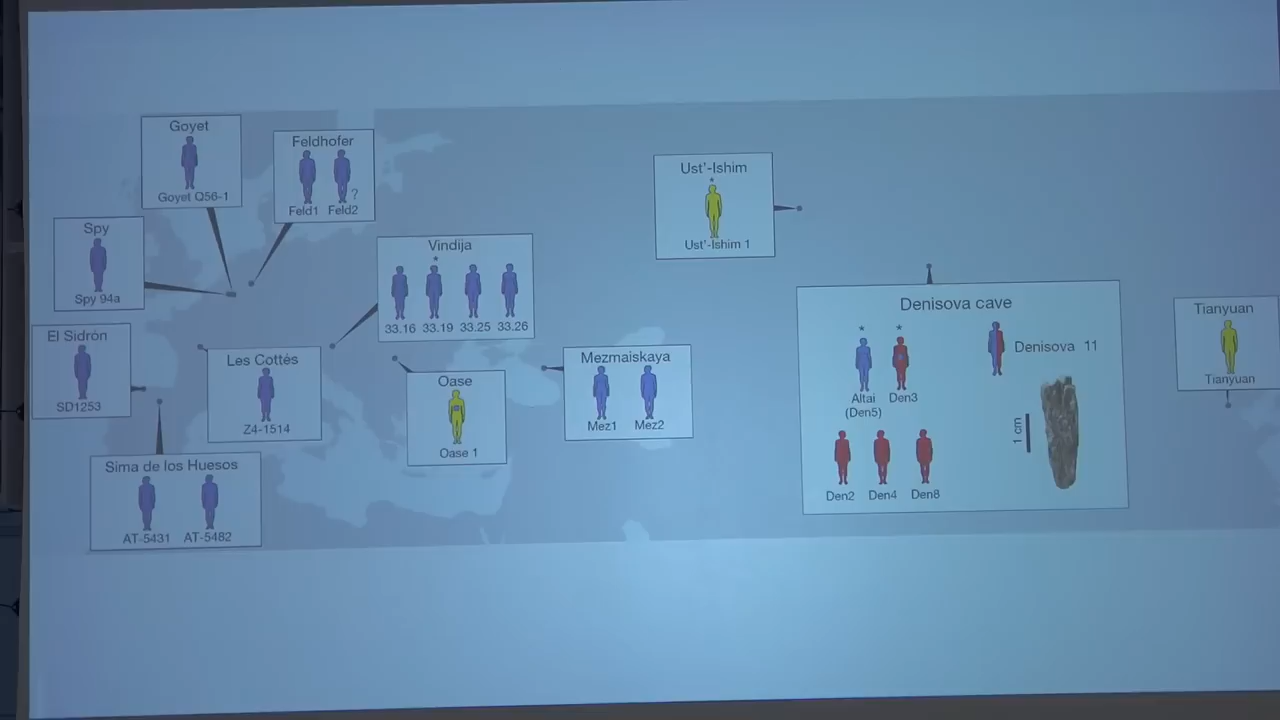 Goyet
Goyet Q56-1
Feldhofer
?
Feld1 Feld2
Spy
Spy 94a
Vindija
*
33.16 33.19 33.25 33.26
Ust'-Ishim
*
Ust'-Ishim 1
El Sidrón
SD1253
Les Cottés
Z4-1514
Oase
Oase 1
Mezmaiskaya
Mez1 Mez2
Sima de los Huesos
AT-5431 AT-5482
Denisova cave
* *
Denisova 11
Altai (Den5) Den3
1 cm
Den2 Den4 Den8
Tianyuan
Tianyuan